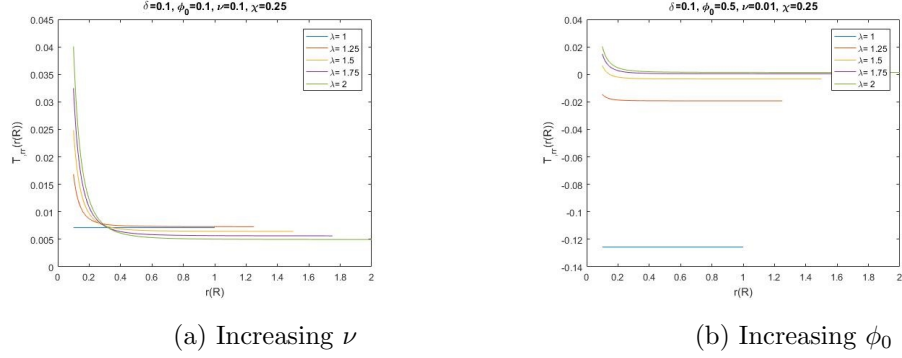 δ=0.1, φ₀=0.1, ν=0.1, χ=0.25
0.045
0.04
0.035
0.03
0.025
0.02
0.015
0.01
0.005
0
T,rr(r(R))
λ= 1
λ= 1.25
λ= 1.5
λ= 1.75
λ= 2
0 0.2 0.4 0.6 0.8 1 1.2 1.4 1.6 1.8 2
r(R)
(a) Increasing ν
δ=0.1, φ₀=0.5, ν=0.01, χ=0.25
0.04
0.02
0
-0.02
-0.04
-0.06
-0.08
-0.1
-0.12
-0.14
T,rr(r(R))
λ= 1
λ= 1.25
λ= 1.5
λ= 1.75
λ= 2
0 0.2 0.4 0.6 0.8 1 1.2 1.4 1.6 1.8 2
r(R)
(b) Increasing ϕ₀